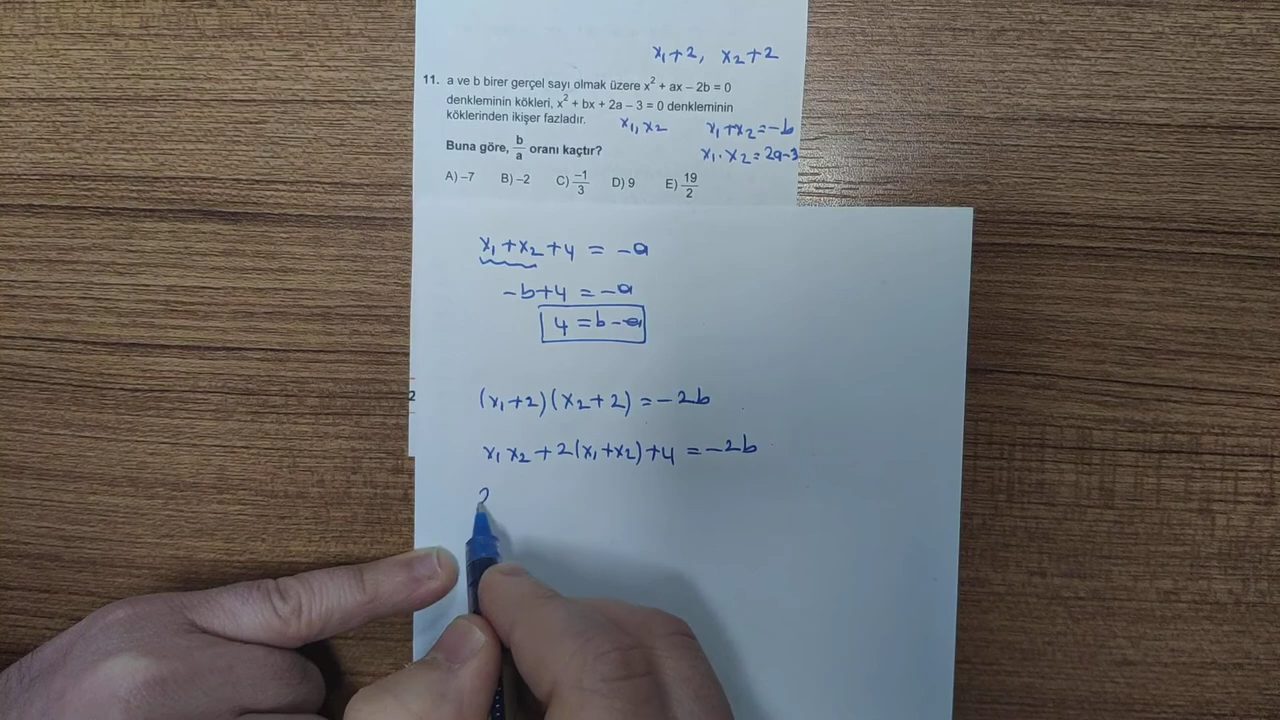 x₁+2, x₂+2
11. a ve b birer gerçel sayı olmak üzere x² + ax – 2b = 0
denkleminin kökleri, x² + bx + 2a – 3 = 0 denkleminin
köklerinden ikişer fazladır.
x₁, x₂
x₁+x₂=-b
x₁.x₂=2a-3
Buna göre, b/a oranı kaçtır?
A) –7 B) –2 C) –1/3 D) 9 E) 19/2
x₁+x₂+4 = -a
-b+4 = -a
4 = b-a
(x₁+2)(x₂+2) = -2b
x₁x₂+2(x₁+x₂)+4 = -2b
2
2